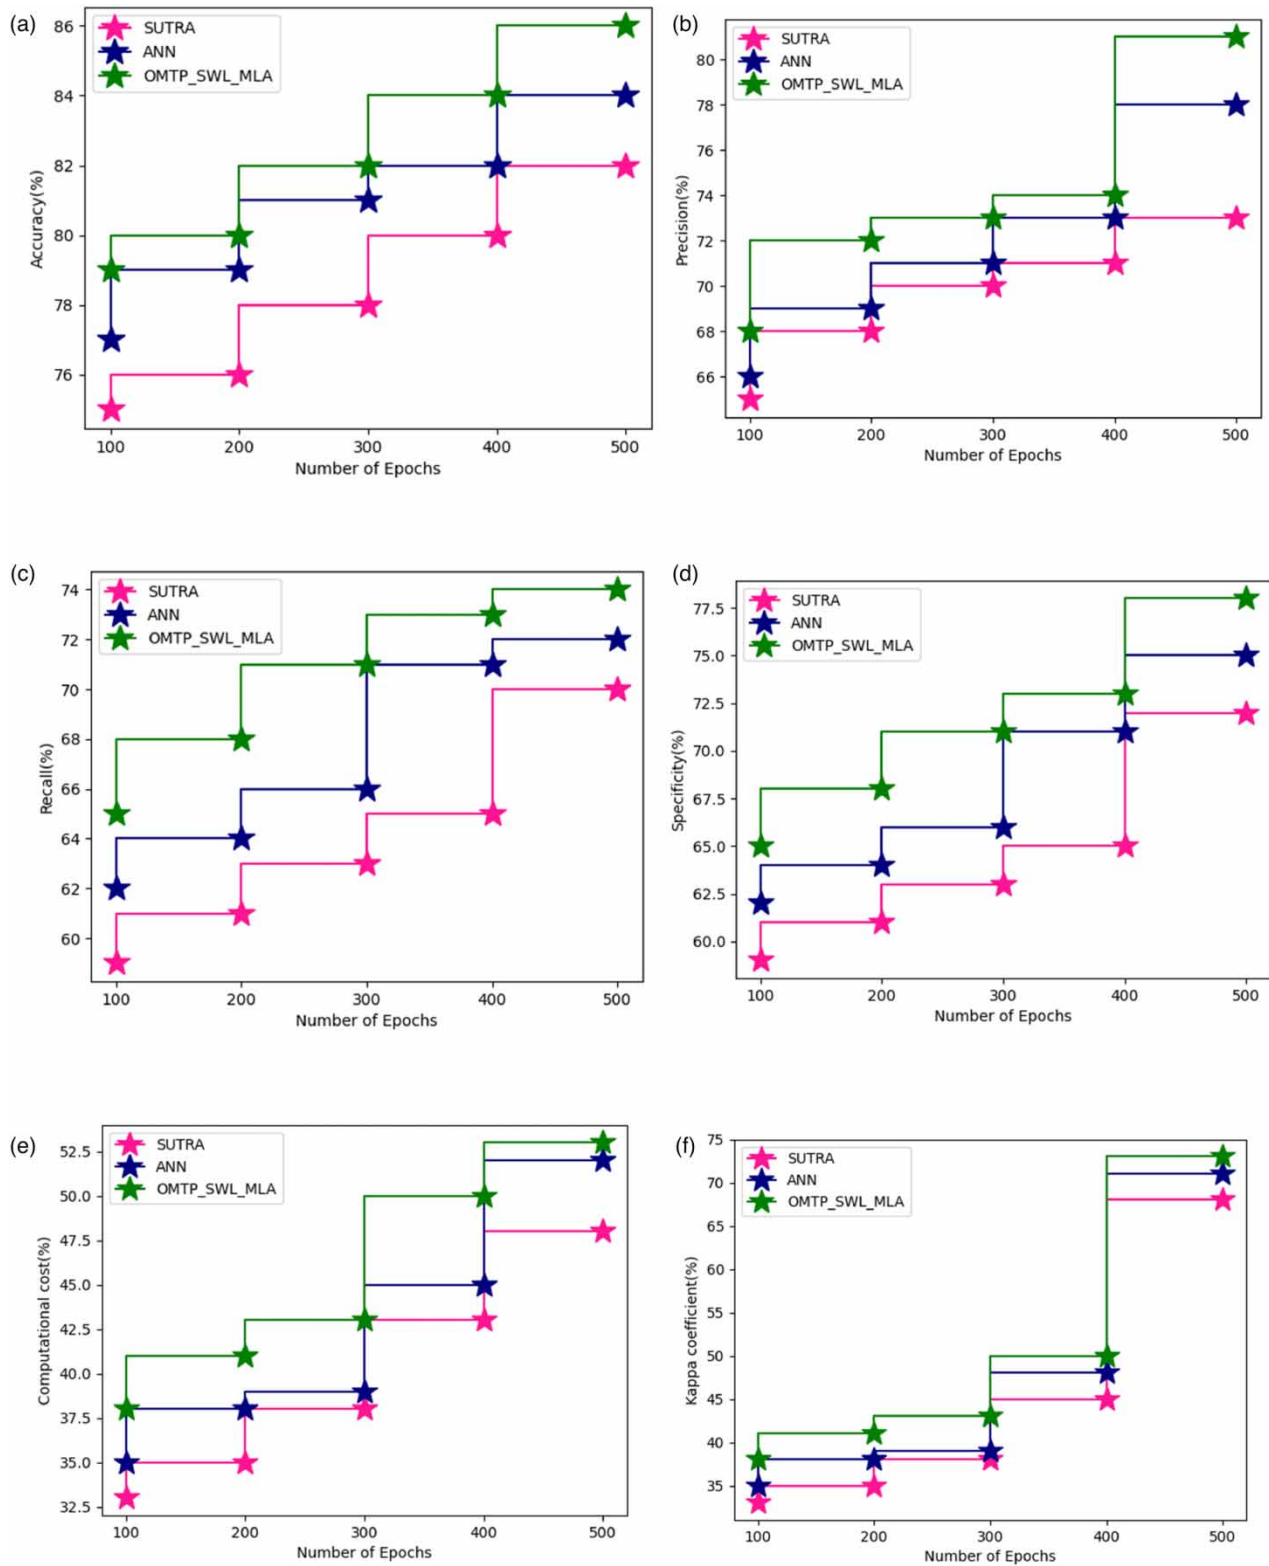 (a)
SUTRA
ANN
OMTP_SWL_MLA
86
84
82
80
78
76
Accuracy(%)
100 200 300 400 500
Number of Epochs
(b)
SUTRA
ANN
OMTP_SWL_MLA
80
78
76
74
72
70
68
66
Precision(%)
100 200 300 400 500
Number of Epochs
(c)
SUTRA
ANN
OMTP_SWL_MLA
74
72
70
68
66
64
62
60
Recall(%)
100 200 300 400 500
Number of Epochs
(d)
SUTRA
ANN
OMTP_SWL_MLA
77.5
75.0
72.5
70.0
67.5
65.0
62.5
60.0
Specificity(%)
100 200 300 400 500
Number of Epochs
(e)
SUTRA
ANN
OMTP_SWL_MLA
52.5
50.0
47.5
45.0
42.5
40.0
37.5
35.0
32.5
Computational cost(%)
100 200 300 400 500
Number of Epochs
(f)
SUTRA
ANN
OMTP_SWL_MLA
75
70
65
60
55
50
45
40
35
Kappa coefficient(%)
100 200 300 400 500
Number of Epochs